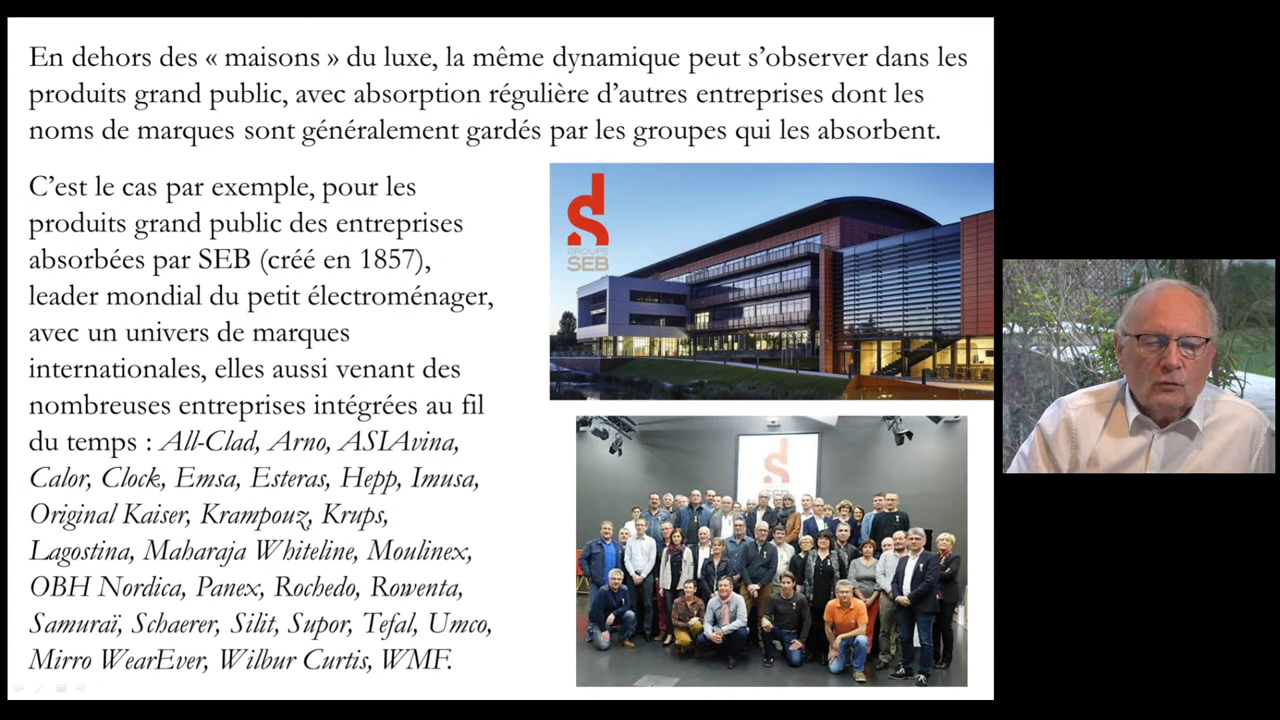 En dehors des « maisons » du luxe, la même dynamique peut s’observer dans les
produits grand public, avec absorption régulière d’autres entreprises dont les
noms de marques sont généralement gardés par les groupes qui les absorbent.
C’est le cas par exemple, pour les
produits grand public des entreprises
absorbées par SEB (créé en 1857),
leader mondial du petit électroménager,
avec un univers de marques
internationales, elles aussi venant des
nombreuses entreprises intégrées au fil
du temps : All-Clad, Arno, ASIAvina,
Calor, Clock, Emsa, Esteras, Hepp, Imusa,
Original Kaiser, Krampouz, Krups,
Lagostina, Maharaja Whiteline, Moulinex,
OBH Nordica, Panex, Rochedo, Rowenta,
Samuraï, Schaerer, Silit, Supor, Tefal, Umco,
Mirro WearEver, Wilbur Curtis, WMF.
GROUPE
SEB
SEB